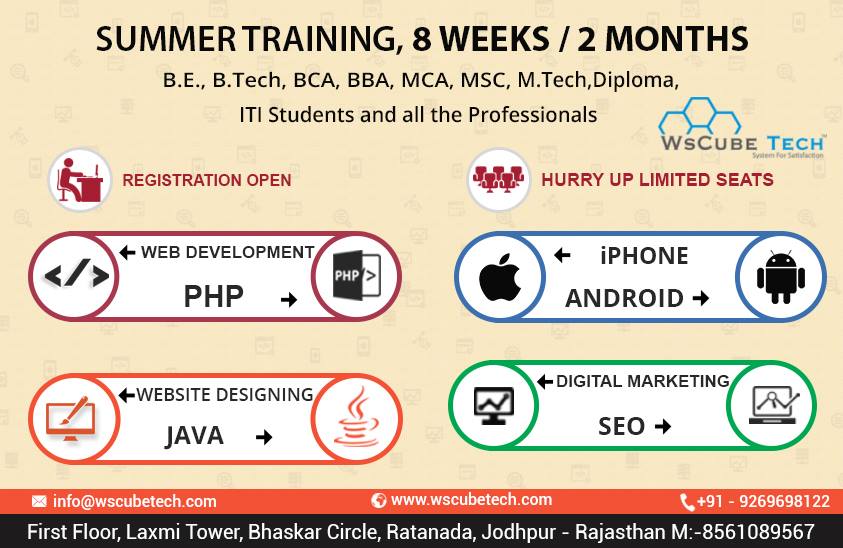 SUMMER TRAINING, 8 WEEKS / 2 MONTHS
B.E., B.Tech, BCA, BBA, MCA, MSC, M.Tech,Diploma,
ITI Students and all the Professionals
WsCube Tech™
System For Satisfaction
REGISTRATION OPEN
HURRY UP LIMITED SEATS
</> WEB DEVELOPMENT
PHP
PHP </>
iPHONE
ANDROID
WEBSITE DESIGNING
JAVA
DIGITAL MARKETING
SEO
info@wscubetech.com
www.wscubetech.com
+91 - 9269698122
First Floor, Laxmi Tower, Bhaskar Circle, Ratanada, Jodhpur - Rajasthan M:-8561089567